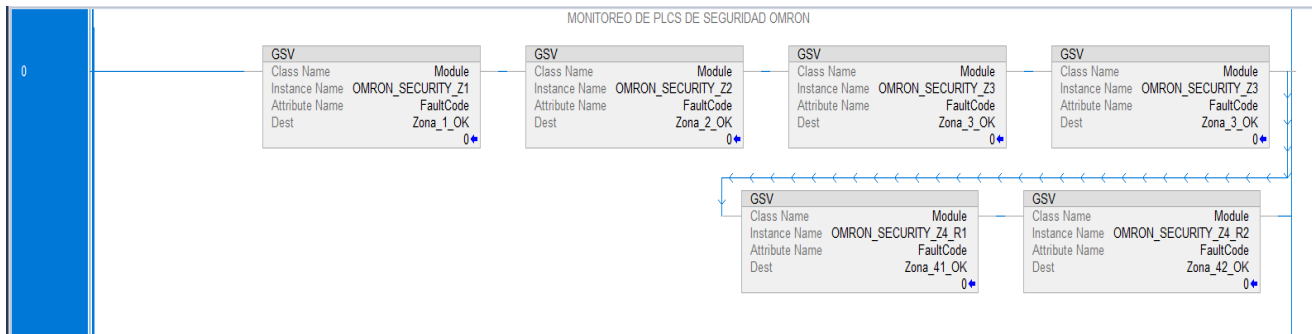 MONITOREO DE PLCS DE SEGURIDAD OMRON
0
GSV
Class Name Module
Instance Name OMRON_SECURITY_Z1
Attribute Name FaultCode
Dest Zona_1_OK
0
GSV
Class Name Module
Instance Name OMRON_SECURITY_Z2
Attribute Name FaultCode
Dest Zona_2_OK
0
GSV
Class Name Module
Instance Name OMRON_SECURITY_Z3
Attribute Name FaultCode
Dest Zona_3_OK
0
GSV
Class Name Module
Instance Name OMRON_SECURITY_Z3
Attribute Name FaultCode
Dest Zona_3_OK
0
GSV
Class Name Module
Instance Name OMRON_SECURITY_Z4_R1
Attribute Name FaultCode
Dest Zona_41_OK
0
GSV
Class Name Module
Instance Name OMRON_SECURITY_Z4_R2
Attribute Name FaultCode
Dest Zona_42_OK
0